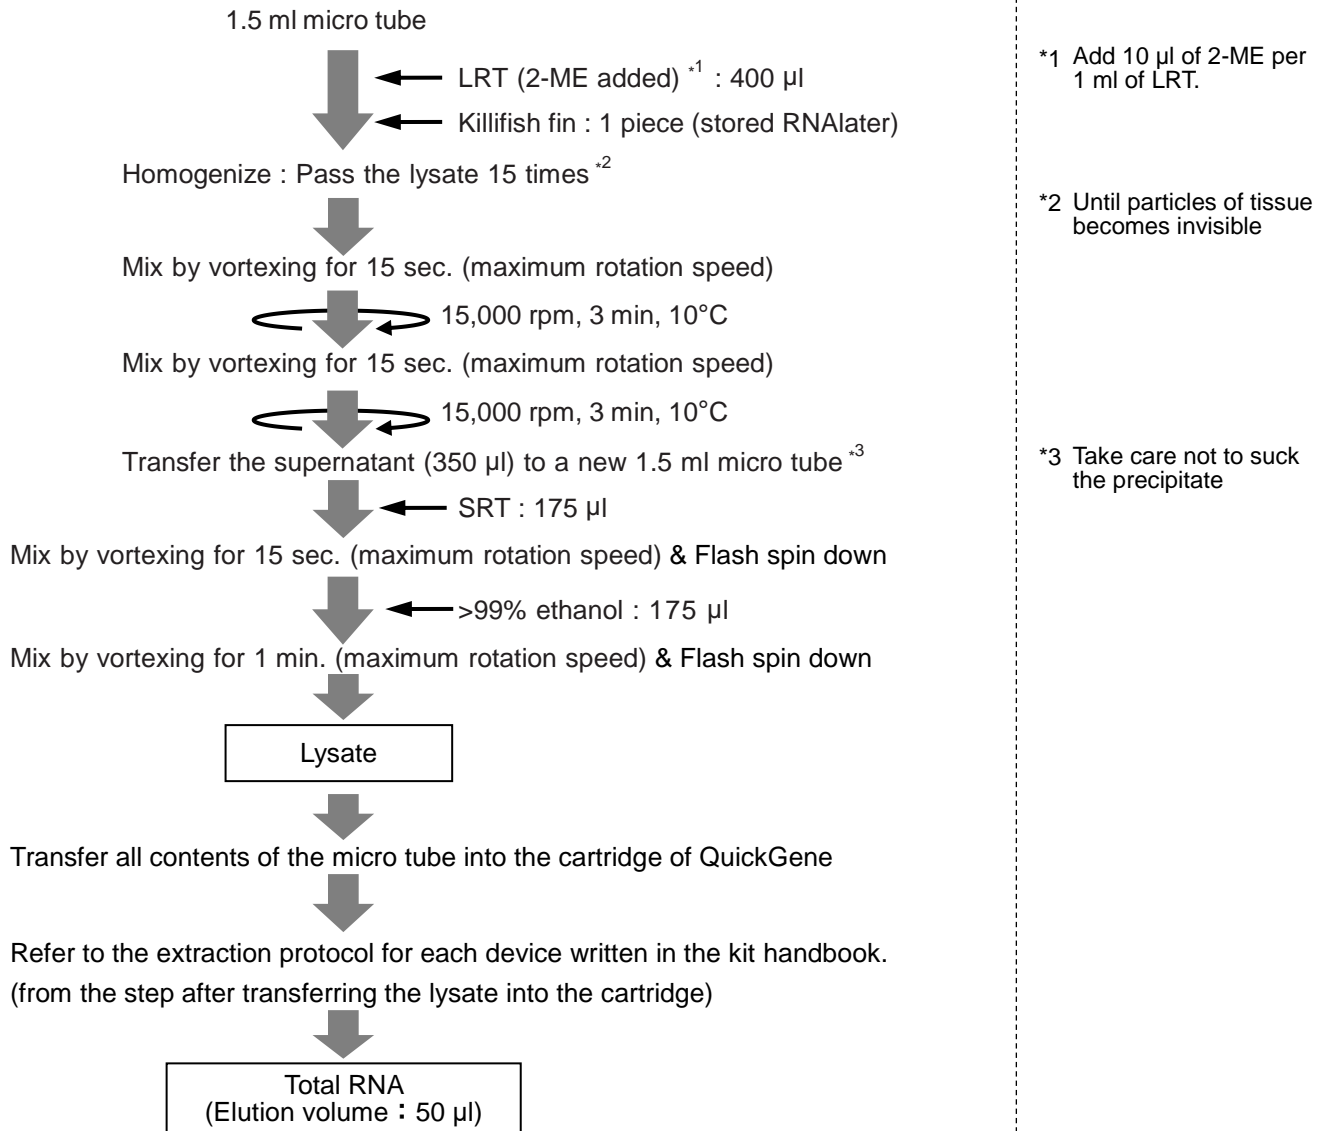 1.5 ml micro tube
LRT (2-ME added) *1 : 400 µl
Killifish fin : 1 piece (stored RNAlater)
*1 Add 10 µl of 2-ME per
1 ml of LRT.
Homogenize : Pass the lysate 15 times *2
*2 Until particles of tissue
becomes invisible
Mix by vortexing for 15 sec. (maximum rotation speed)
15,000 rpm, 3 min, 10°C
Mix by vortexing for 15 sec. (maximum rotation speed)
15,000 rpm, 3 min, 10°C
Transfer the supernatant (350 µl) to a new 1.5 ml micro tube *3
*3 Take care not to suck
the precipitate
SRT : 175 µl
Mix by vortexing for 15 sec. (maximum rotation speed) & Flash spin down
>99% ethanol : 175 µl
Mix by vortexing for 1 min. (maximum rotation speed) & Flash spin down
Lysate
Transfer all contents of the micro tube into the cartridge of QuickGene
Refer to the extraction protocol for each device written in the kit handbook.
(from the step after transferring the lysate into the cartridge)
Total RNA
(Elution volume：50 µl)